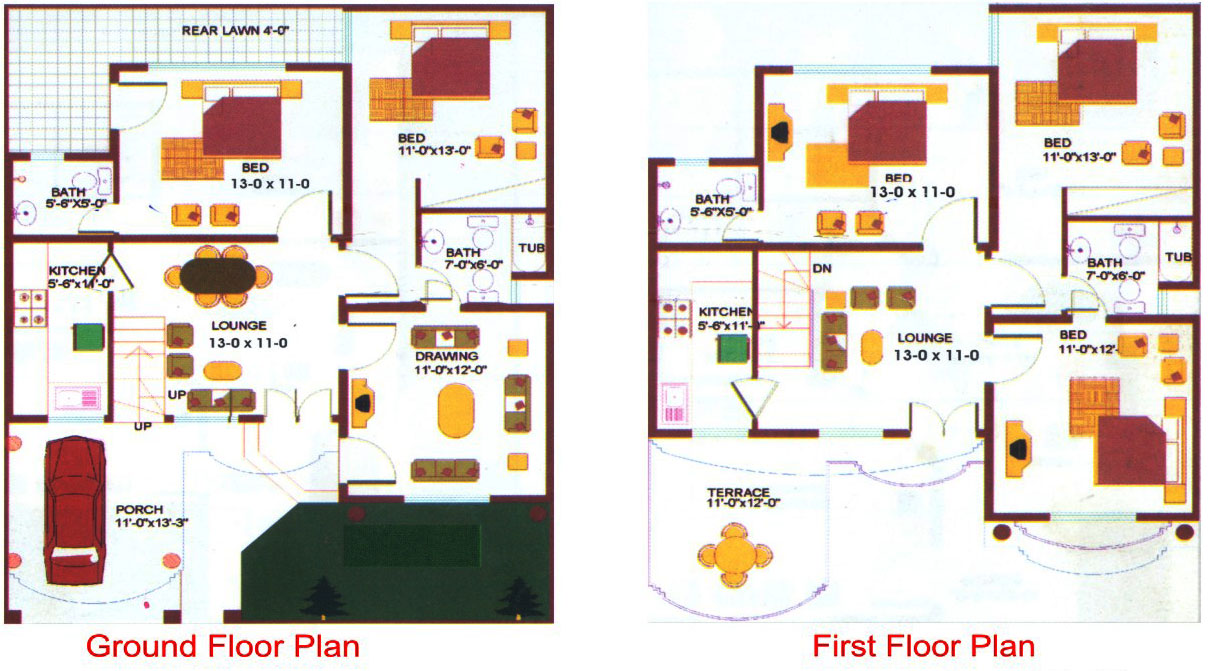 REAR LAWN 4'-0"
BED
11'-0"x13'-0"
BED
13-0 x 11-0
BATH
5'-6"X5'-0"
BATH
7'-0"x6'-0"
TUB
KITCHEN
5'-6"x11'-0"
LOUNGE
13-0 x 11-0
DRAWING
11'-0"x12'-0"
UP
UP
PORCH
11'-0"x13'-3"
Ground Floor Plan
BED
11'-0"x13'-0"
BED
13-0 x 11-0
BATH
5'-6"X5'-0"
BATH
7'-0"x6'-0"
TUB
DN
KITCHEN
5'-6"x11'-0"
LOUNGE
13-0 x 11-0
BED
11'-0"x12'-
TERRACE
11'-0"x12'-0"
First Floor Plan